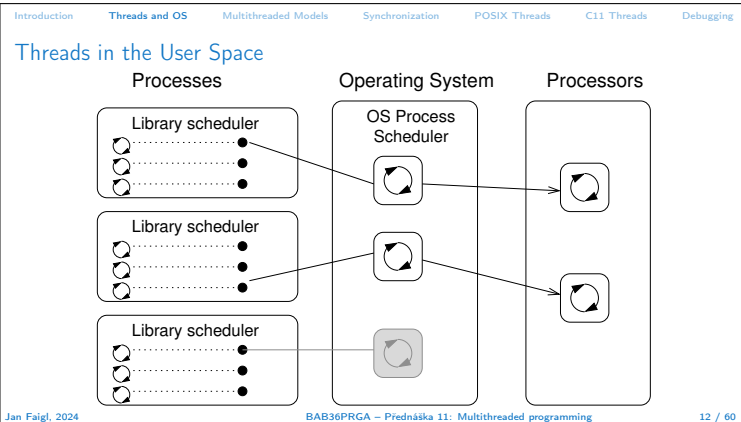 Introduction Threads and OS Multithreaded Models Synchronization POSIX Threads C11 Threads Debugging
Threads in the User Space
Processes Operating System Processors
Library scheduler
OS Process
Scheduler
Library scheduler
Library scheduler
Jan Faigl, 2024 BAB36PRGA – Přednáška 11: Multithreaded programming 12 / 60